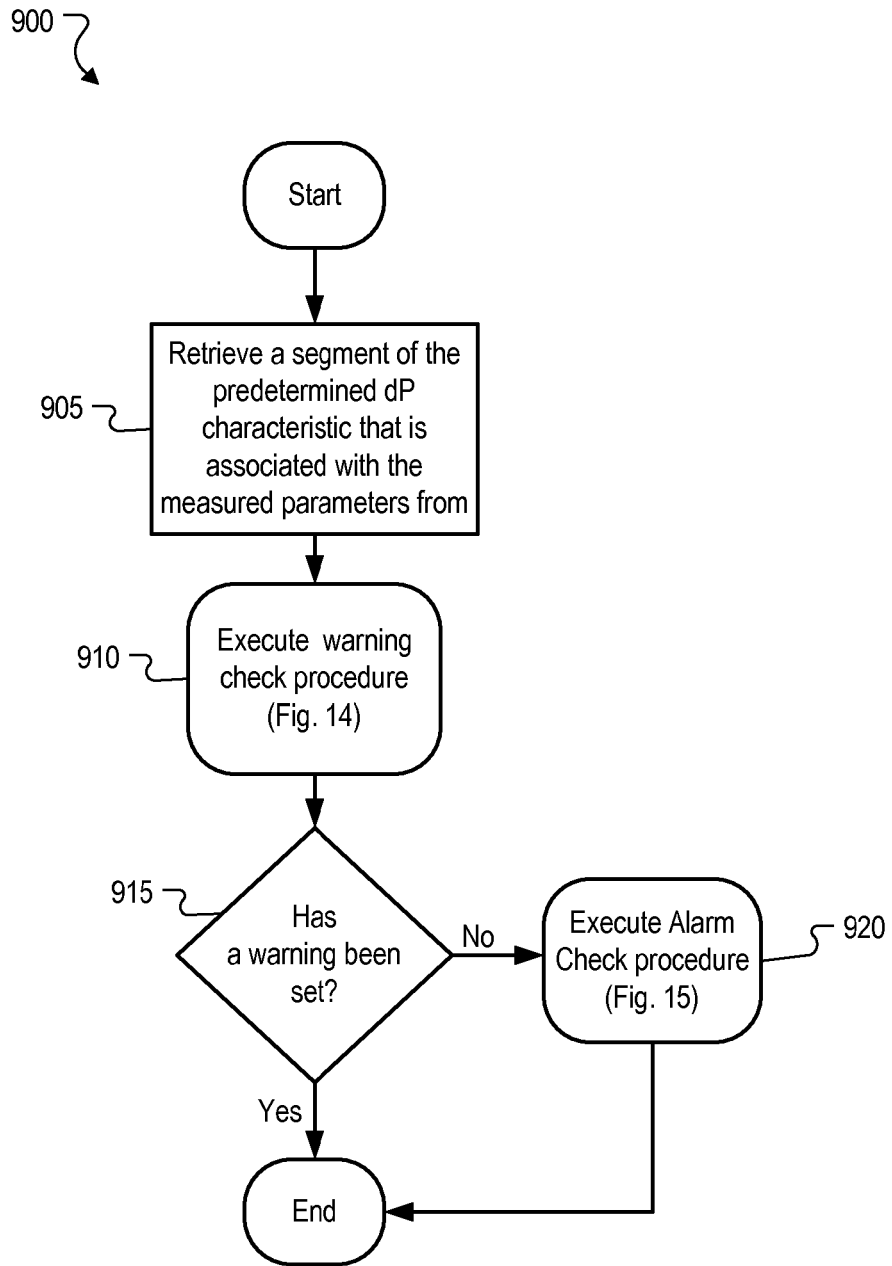 900
Start
905
Retrieve a segment of the
predetermined dP
characteristic that is
associated with the
measured parameters from
910
Execute warning
check procedure
(Fig. 14)
915
Has
a warning been
set?
No
Execute Alarm
Check procedure
(Fig. 15)
920
Yes
End